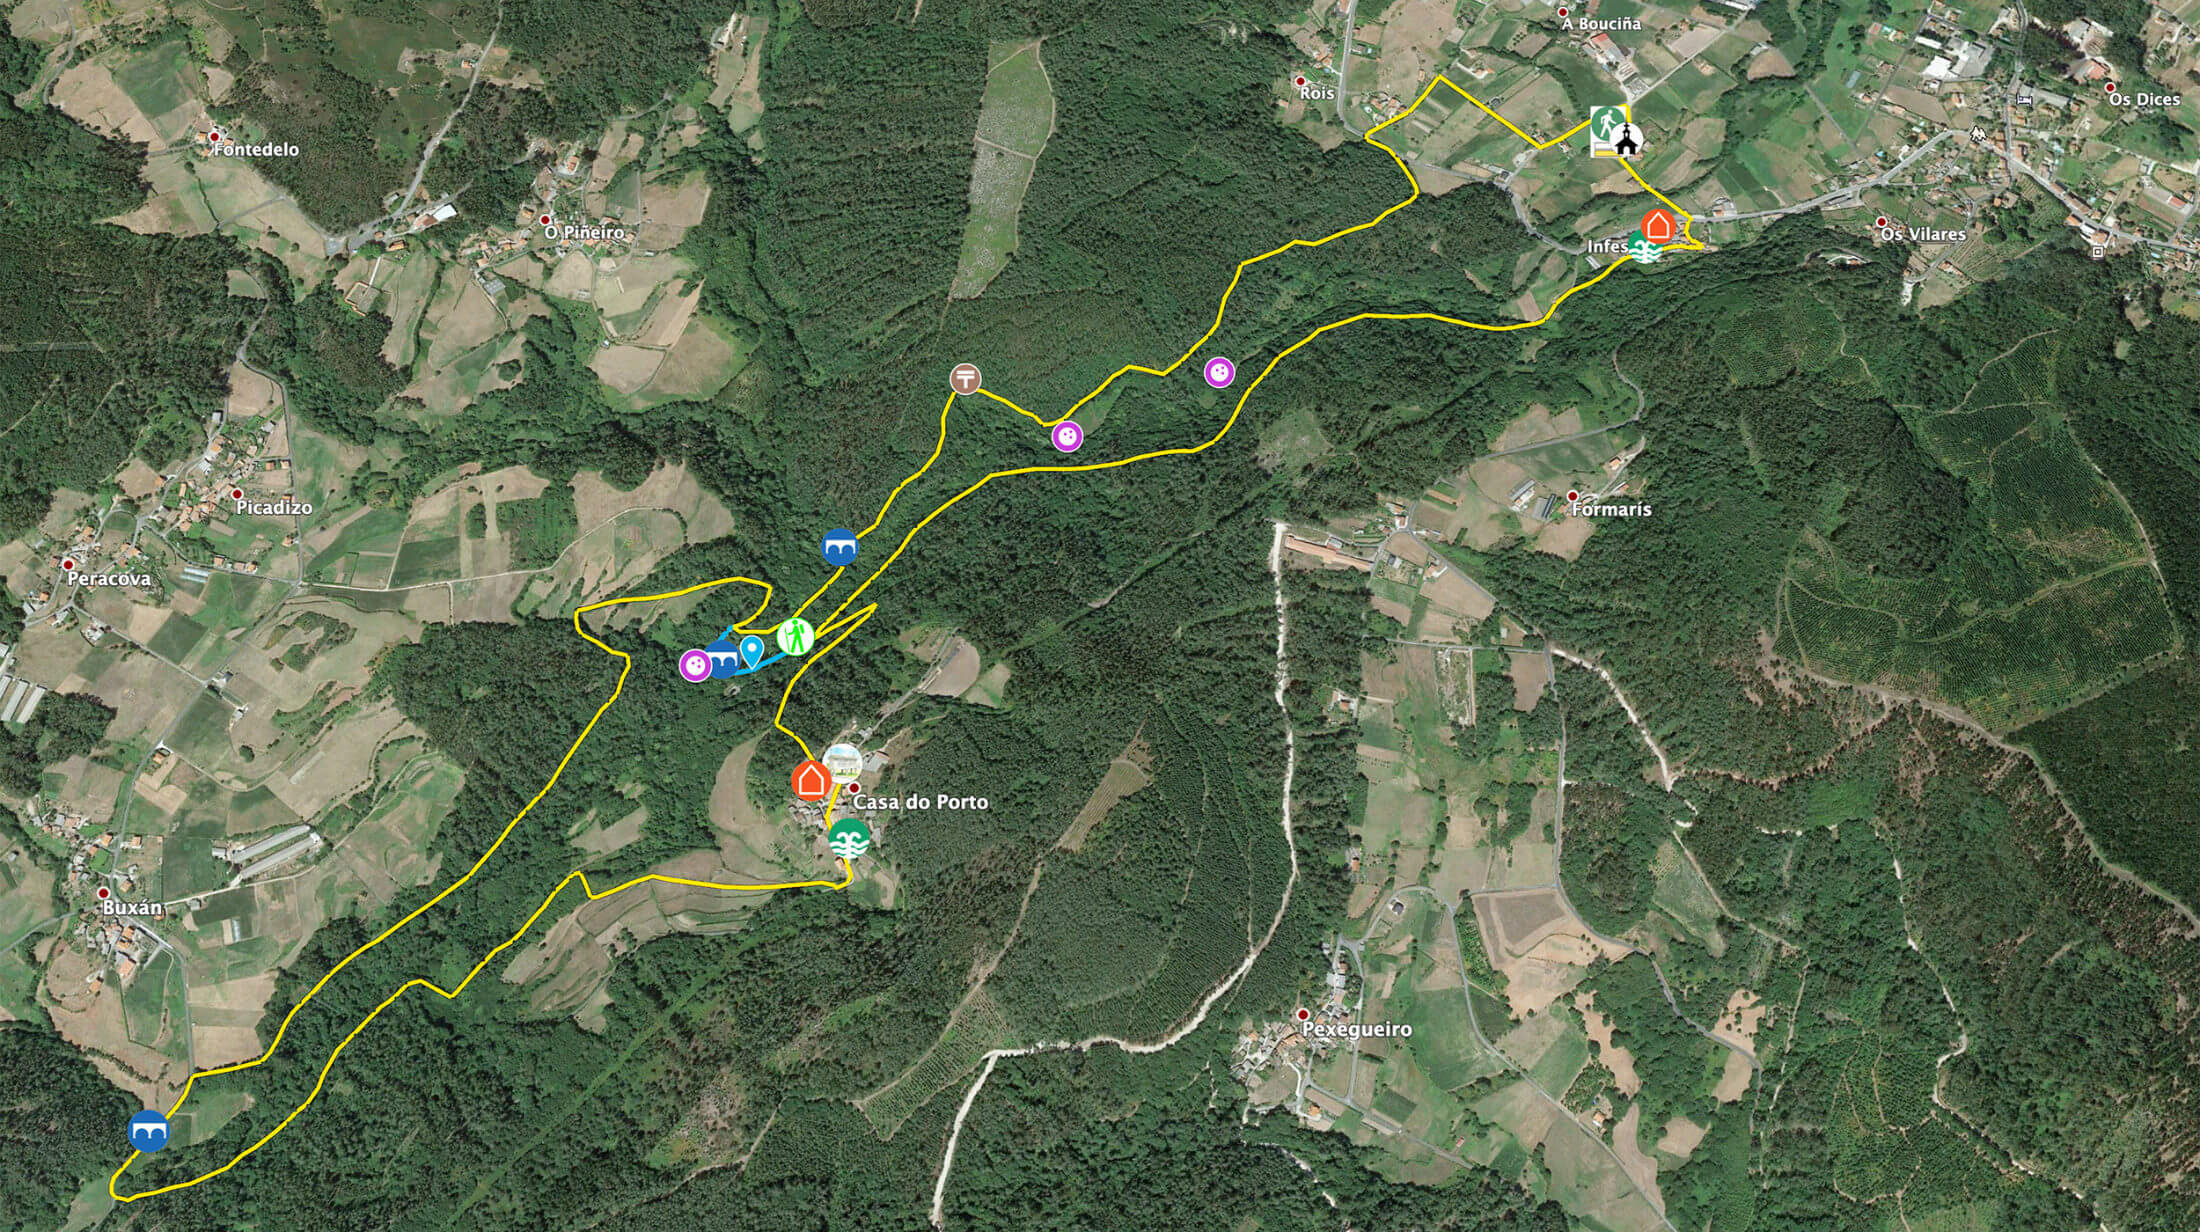 A Bouciña
Rois
Os Dices
Fontedelo
O Piñeiro
Os Vilares
Infes
Picadizo
Formarís
Peracova
Casa do Porto
Buxán
Pexegueiro